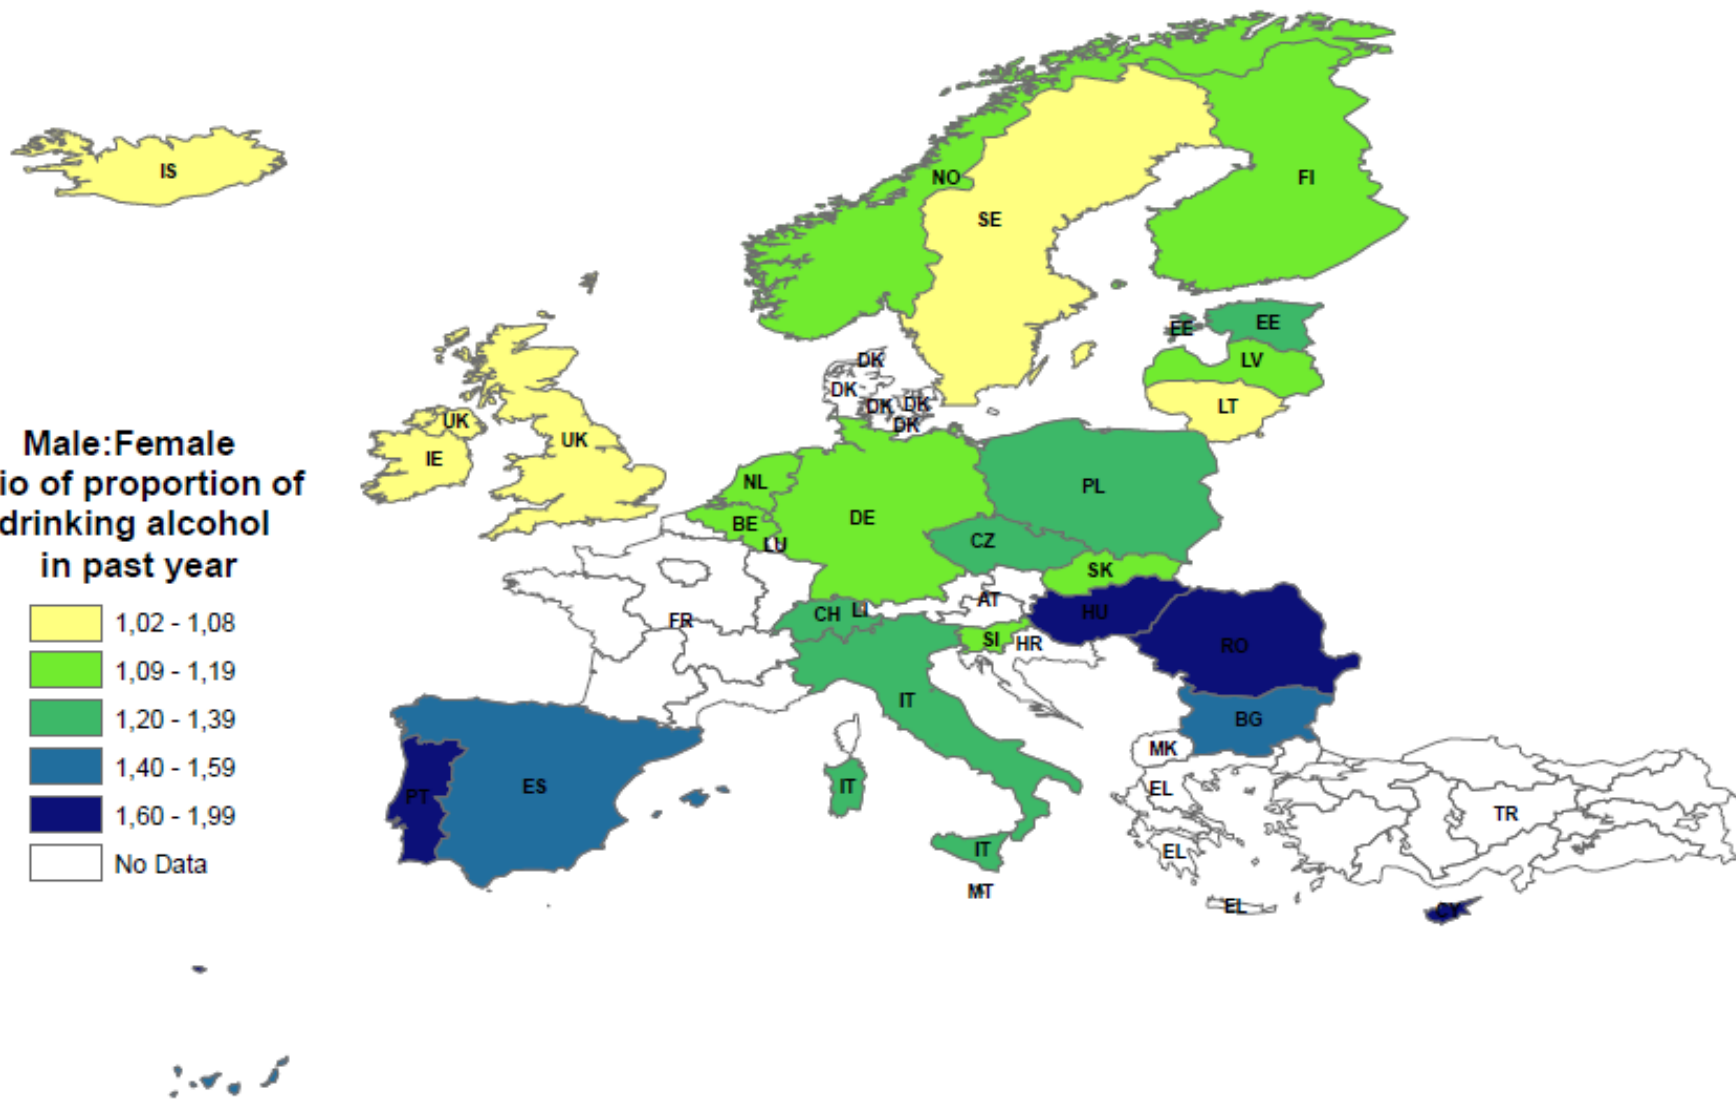 Male:Female
io of proportion of
drinking alcohol
in past year
1,02 - 1,08
1,09 - 1,19
1,20 - 1,39
1,40 - 1,59
1,60 - 1,99
No Data
IS
NO
FI
SE
EE
EE
LV
LT
DK
DK
DK
DK
DK
UK
UK
IE
NL
BE
LU
DE
PL
CZ
SK
AT
CH
LI
FR
SI
HR
HU
RO
IT
BG
MK
EL
PT
ES
IT
TR
IT
EL
MT
EL
CY